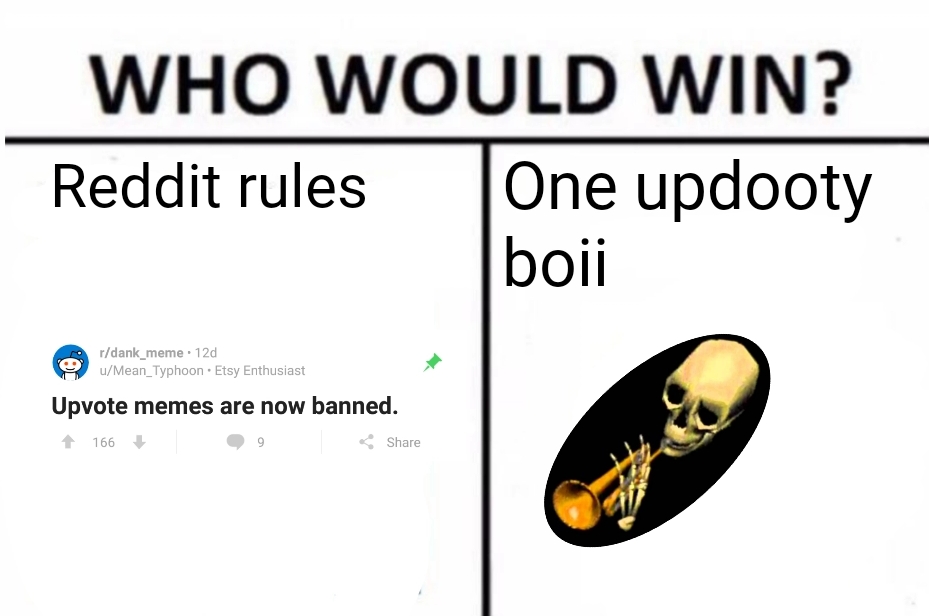 WHO WOULD WIN?
Reddit rules
One updooty
boii
r/dank_meme • 12d
u/Mean_Typhoon • Etsy Enthusiast
Upvote memes are now banned.
166 9 Share